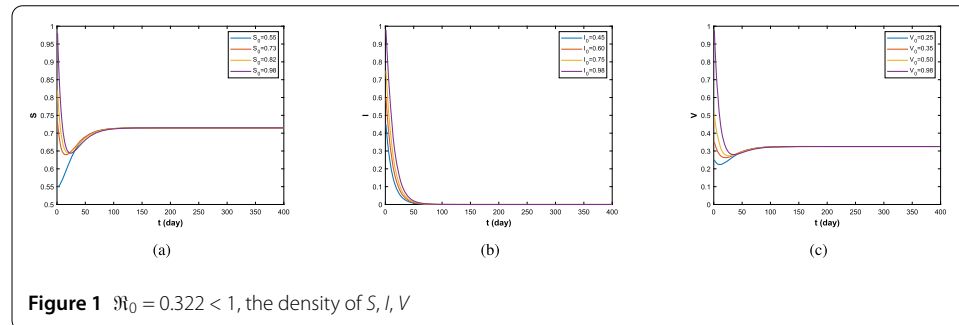 1
0.95
0.9
0.85
0.8
0.75
0.7
0.65
0.6
0.55
0.5
S
0 50 100 150 200 250 300 350 400
t (day)
S₀=0.55
S₀=0.73
S₀=0.82
S₀=0.98
(a)
1
0.9
0.8
0.7
0.6
0.5
0.4
0.3
0.2
0.1
0
I
0 50 100 150 200 250 300 350 400
t (day)
I₀=0.45
I₀=0.60
I₀=0.75
I₀=0.98
(b)
1
0.9
0.8
0.7
0.6
0.5
0.4
0.3
0.2
0.1
0
V
0 50 100 150 200 250 300 350 400
t (day)
V₀=0.25
V₀=0.35
V₀=0.50
V₀=0.98
(c)
Figure 1 ℜ₀ = 0.322 < 1, the density of S, I, V